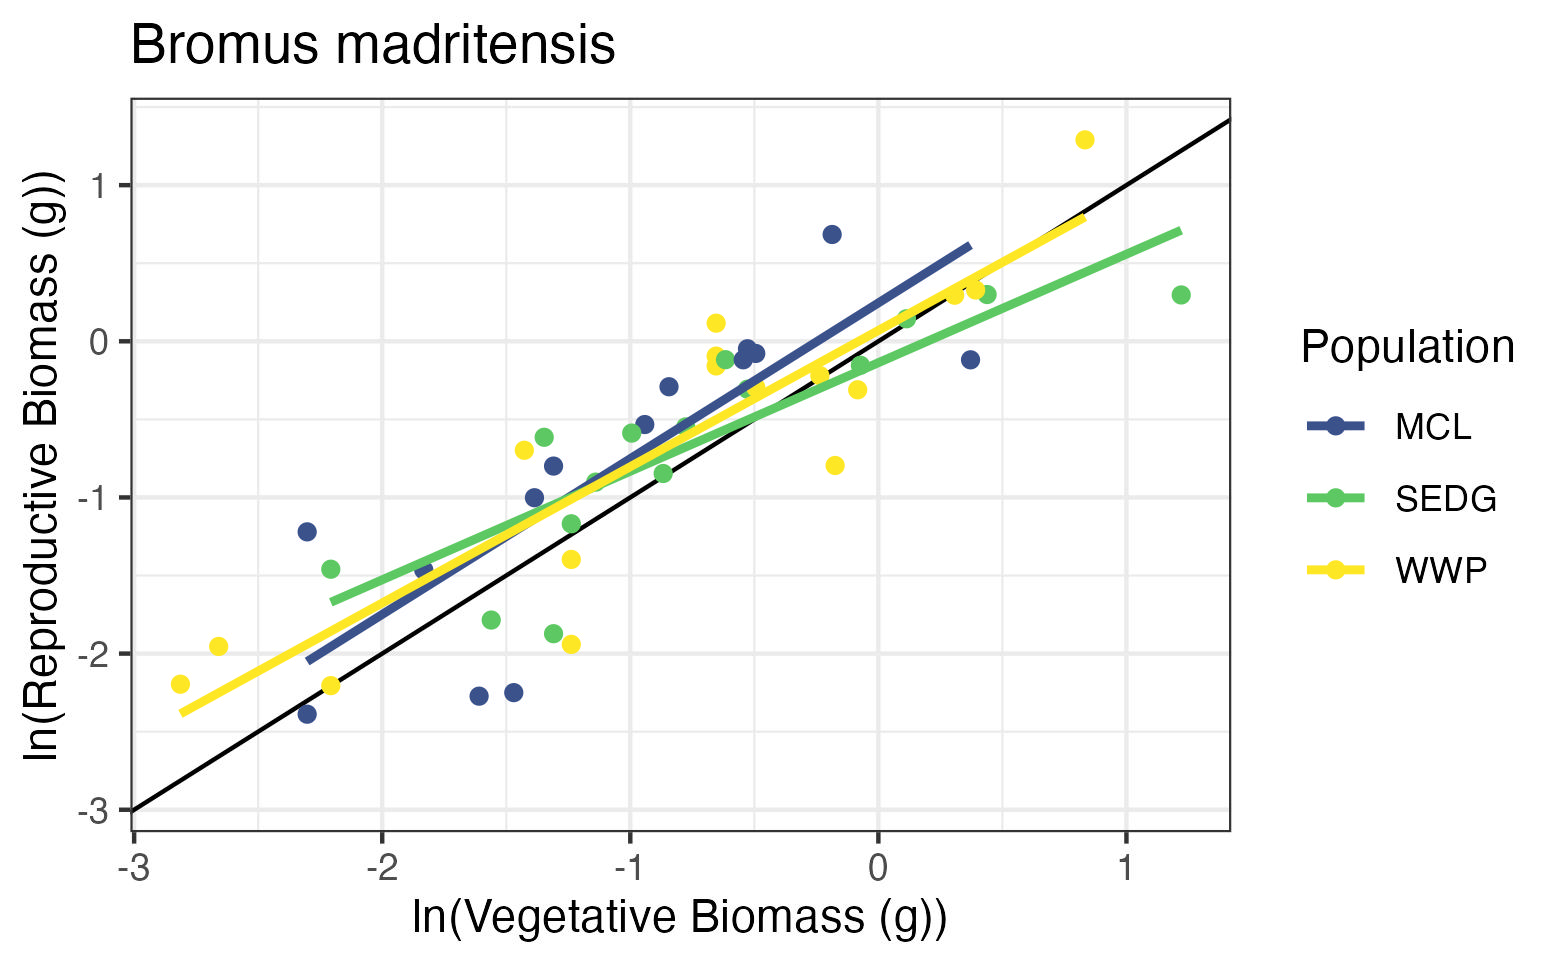 Bromus madritensis
ln(Reproductive Biomass (g))
1
0
-1
-2
-3
-3 -2 -1 0 1
ln(Vegetative Biomass (g))
Population
MCL
SEDG
WWP